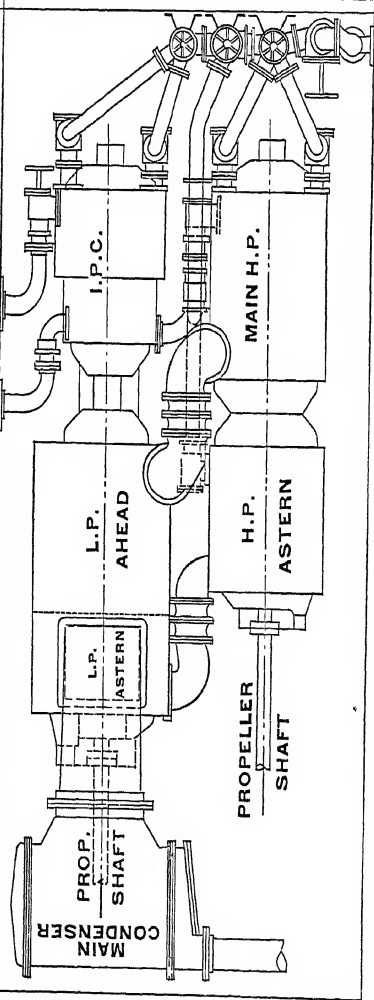 I.P.C.
MAIN H.P.
L.P.
AHEAD
H.P.
ASTERN
L.P.
ASTERN
PROPELLER
SHAFT
PROP.
SHAFT
MAIN
CONDENSER